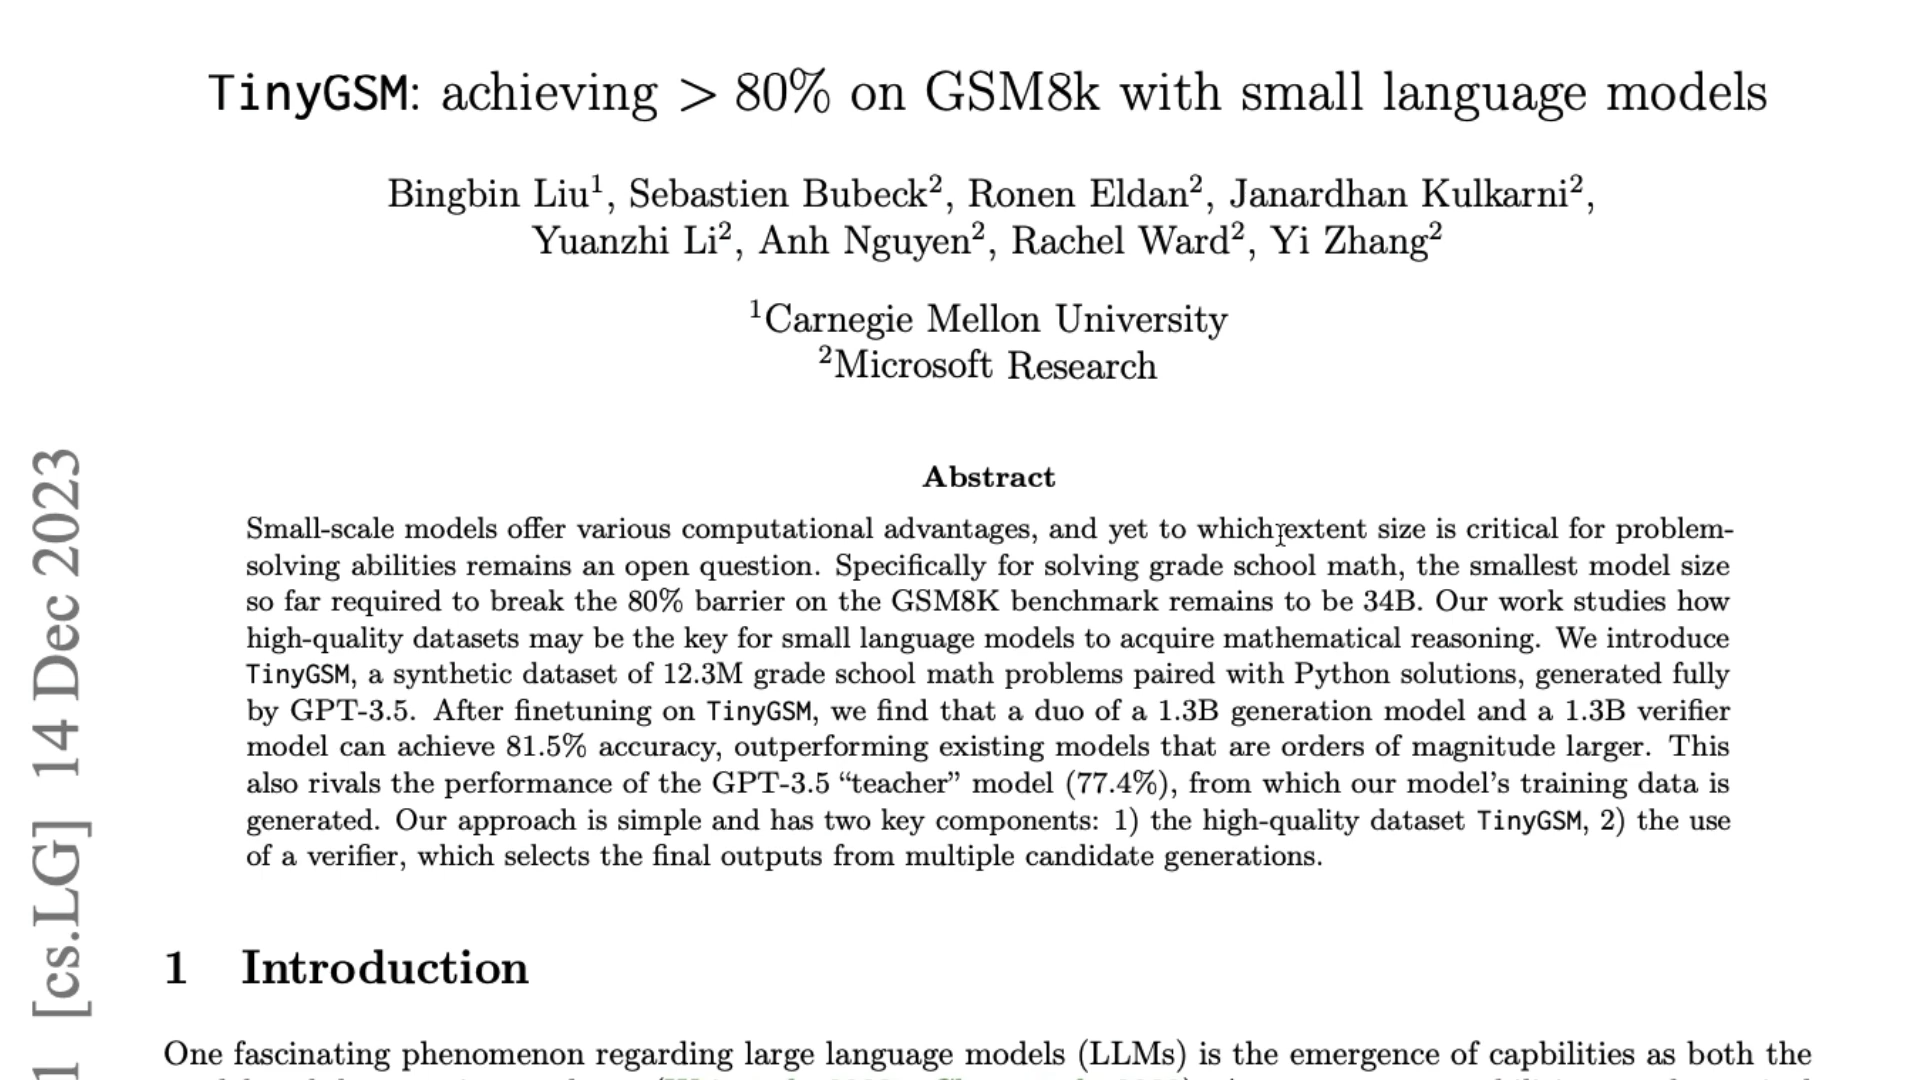 TinyGSM: achieving > 80% on GSM8k with small language models
Bingbin Liu¹, Sebastien Bubeck², Ronen Eldan², Janardhan Kulkarni²,
Yuanzhi Li², Anh Nguyen², Rachel Ward², Yi Zhang²
¹Carnegie Mellon University
²Microsoft Research
Abstract
Small-scale models offer various computational advantages, and yet to which extent size is critical for problem-
solving abilities remains an open question. Specifically for solving grade school math, the smallest model size
so far required to break the 80% barrier on the GSM8K benchmark remains to be 34B. Our work studies how
high-quality datasets may be the key for small language models to acquire mathematical reasoning. We introduce
TinyGSM, a synthetic dataset of 12.3M grade school math problems paired with Python solutions, generated fully
by GPT-3.5. After finetuning on TinyGSM, we find that a duo of a 1.3B generation model and a 1.3B verifier
model can achieve 81.5% accuracy, outperforming existing models that are orders of magnitude larger. This
also rivals the performance of the GPT-3.5 “teacher” model (77.4%), from which our model’s training data is
generated. Our approach is simple and has two key components: 1) the high-quality dataset TinyGSM, 2) the use
of a verifier, which selects the final outputs from multiple candidate generations.
1 Introduction
One fascinating phenomenon regarding large language models (LLMs) is the emergence of capbilities as both the
1 [cs.LG] 14 Dec 2023